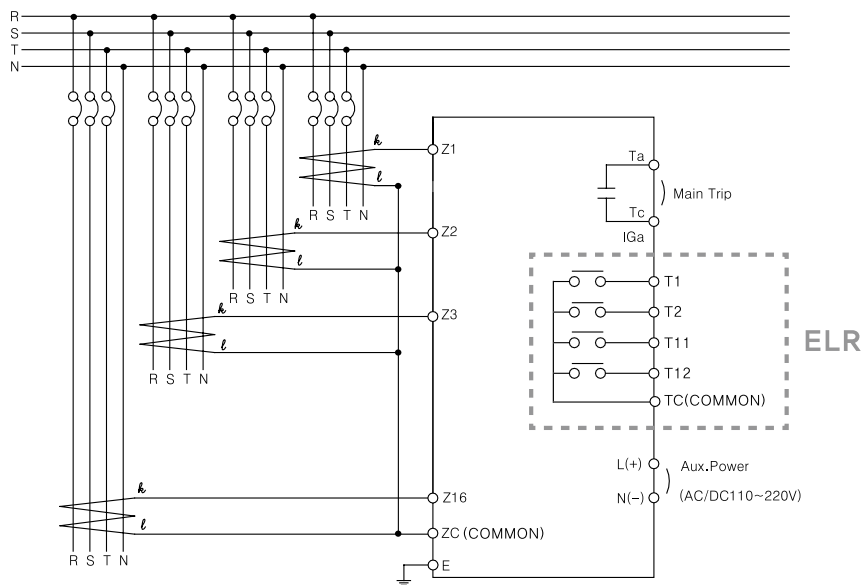 R
S
T
N
k
l
R S T N
k
l
R S T N
k
l
R S T N
k
l
R S T N
Z1
Z2
Z3
Z16
ZC (COMMON)
E
Ta
Main Trip
Tc
IGa
T1
T2
T11
T12
TC(COMMON)
ELR
L(+)
Aux.Power
N(-)
(AC/DC110~220V)